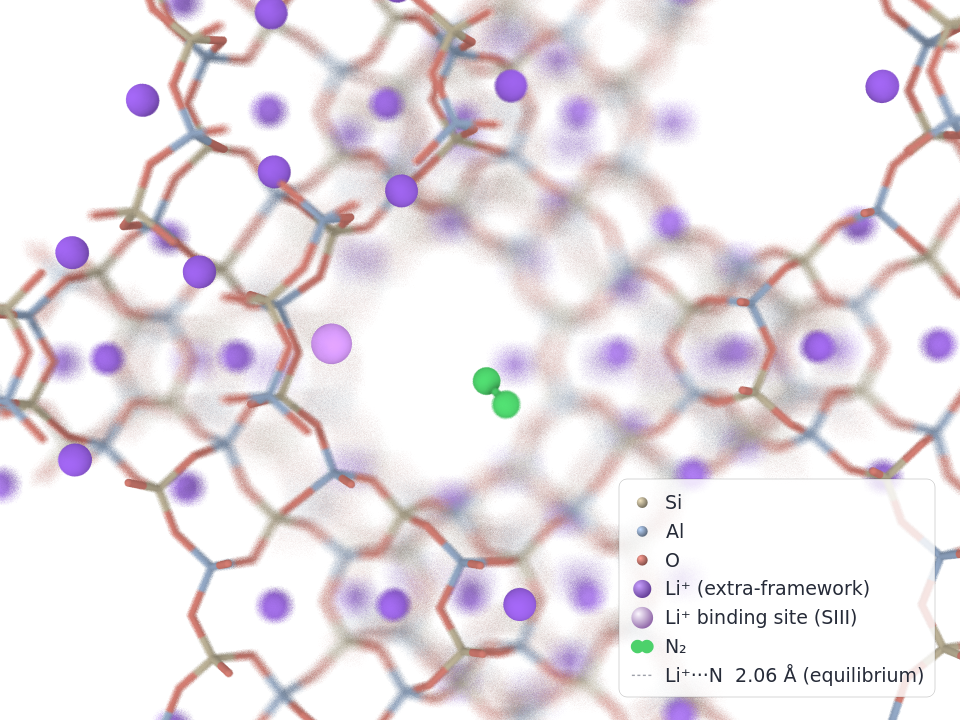 Si
Al
O
Li⁺ (extra-framework)
Li⁺ binding site (SIII)
N₂
Li⁺···N  2.06 Å (equilibrium)